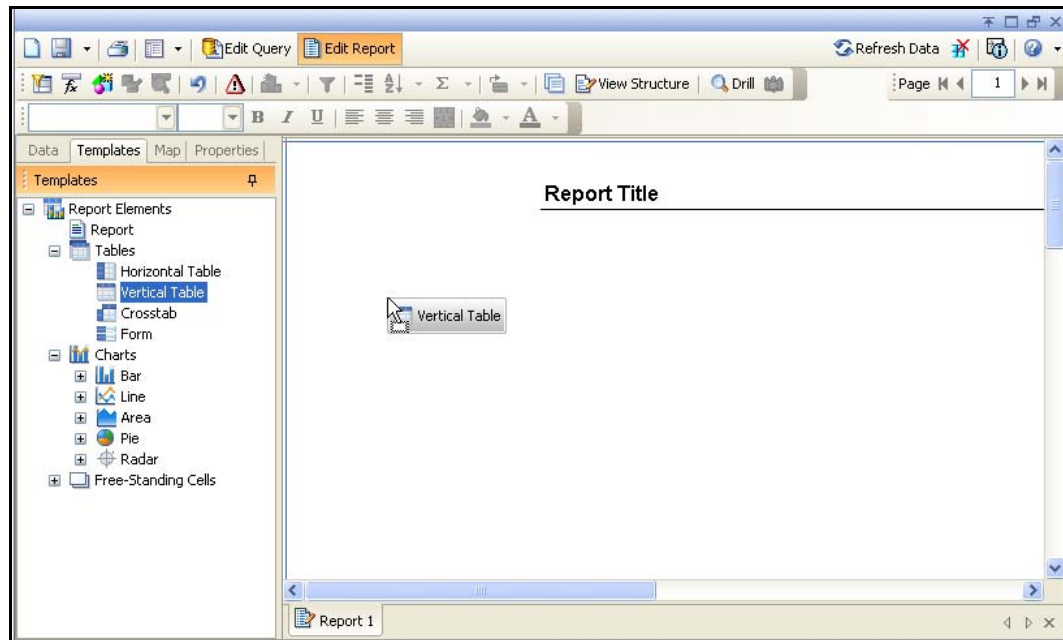 Edit Query Edit Report Refresh Data
View Structure Drill Page 1
B I U A
Data Templates Map Properties
Templates
Report Elements
Report
Tables
Horizontal Table
Vertical Table
Crosstab
Form
Charts
Bar
Line
Area
Pie
Radar
Free-Standing Cells
Report Title
Vertical Table
Report 1